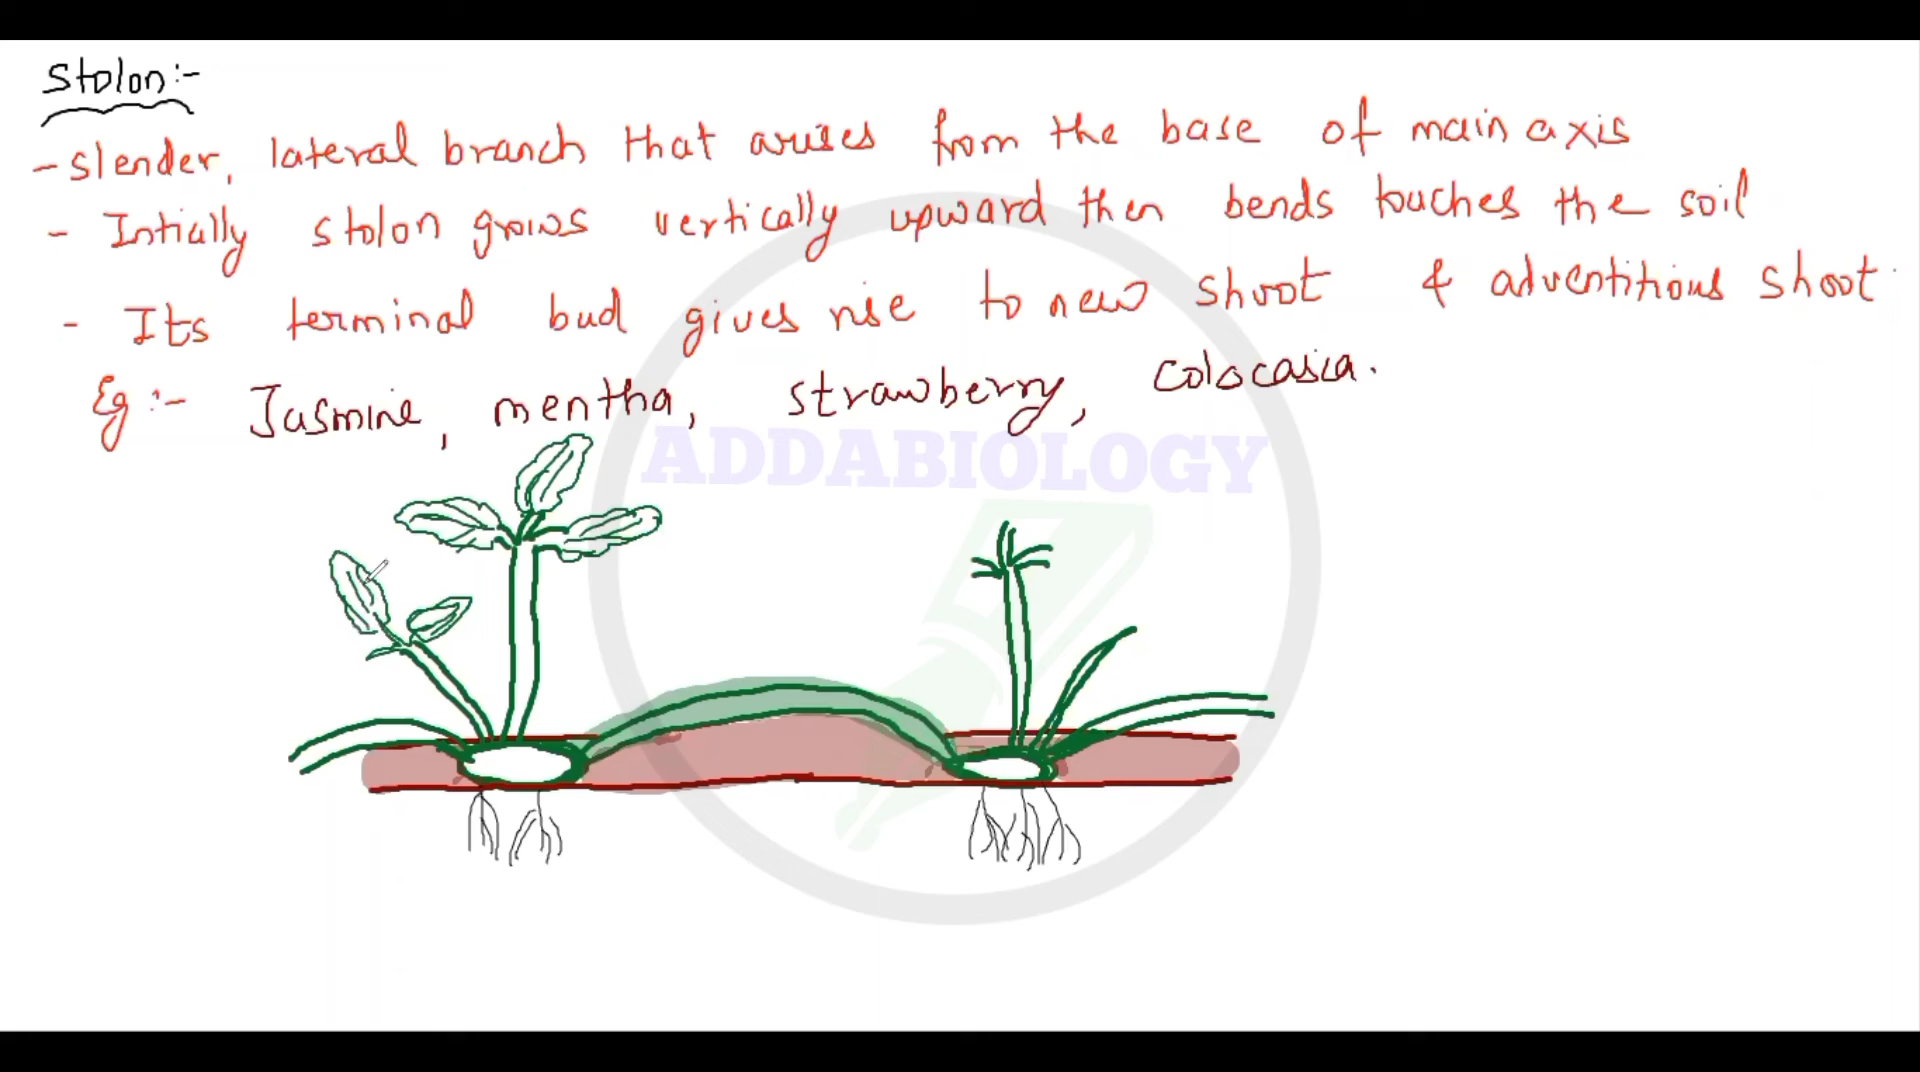 Stolon:-
- Slender, lateral branch that arises from the base of main axis
- Intially stolon grows vertically upward then bends touches the soil
- Its terminal bud gives rise to new shoot & adventitious shoot.
Eg:- Jasmine, mentha, strawberry, colocasia.
ADDABIOLOGY